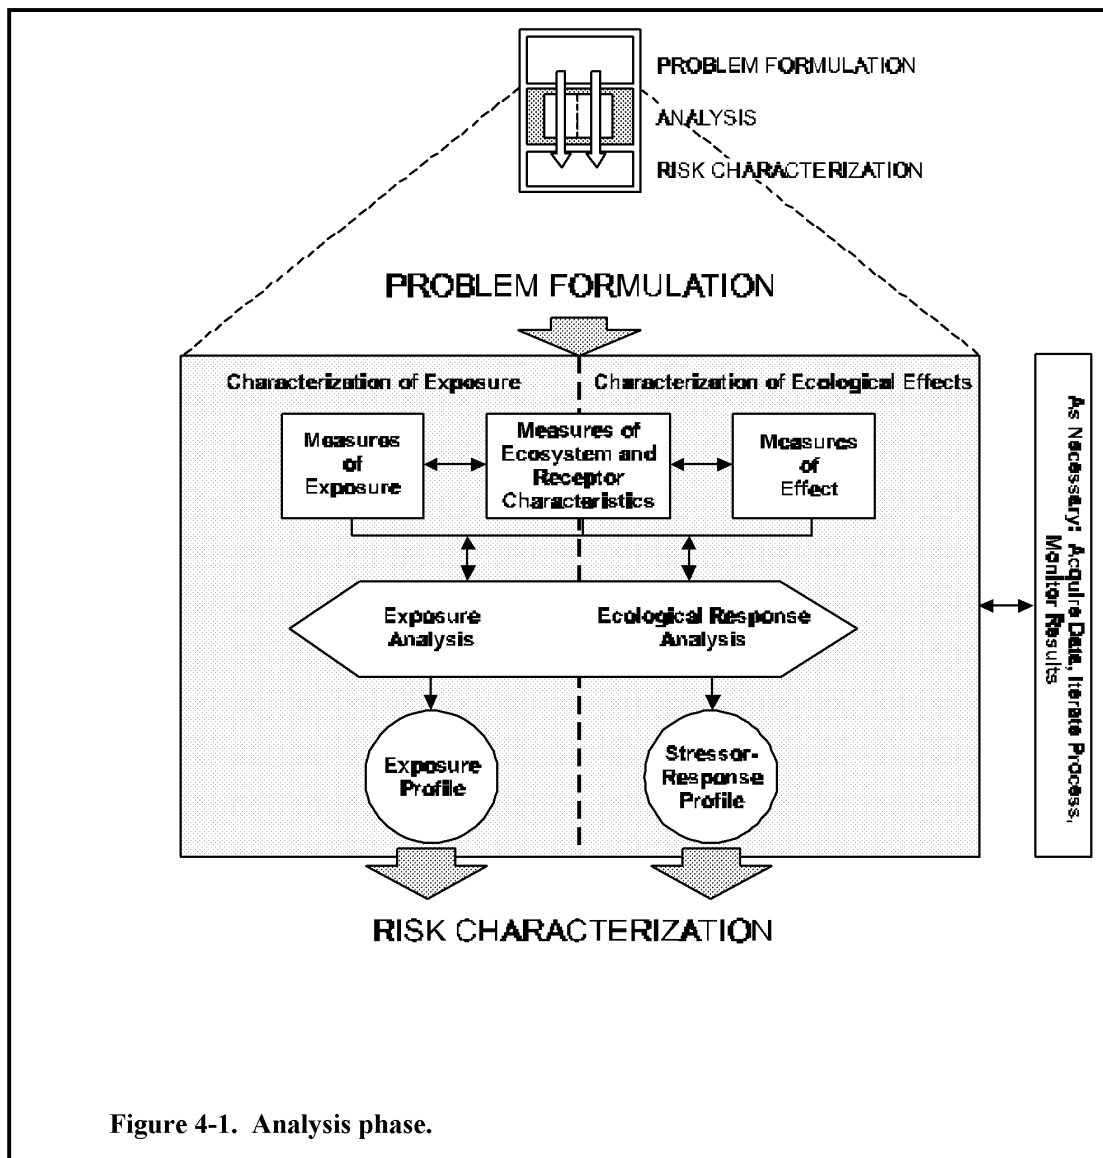 PROBLEM FORMULATION
ANALYSIS
RISK CHARACTERIZATION
PROBLEM FORMULATION
Characterization of Exposure
Characterization of Ecological Effects
Measures
of
Exposure
Measures of
Ecosystem and
Receptor
Characteristics
Measures
of
Effect
Exposure
Analysis
Ecological Response
Analysis
Exposure
Profile
Stressor-
Response
Profile
As Necessary: Acquire Data, Iterate Process,
Monitor Results
RISK CHARACTERIZATION
Figure 4-1. Analysis phase.